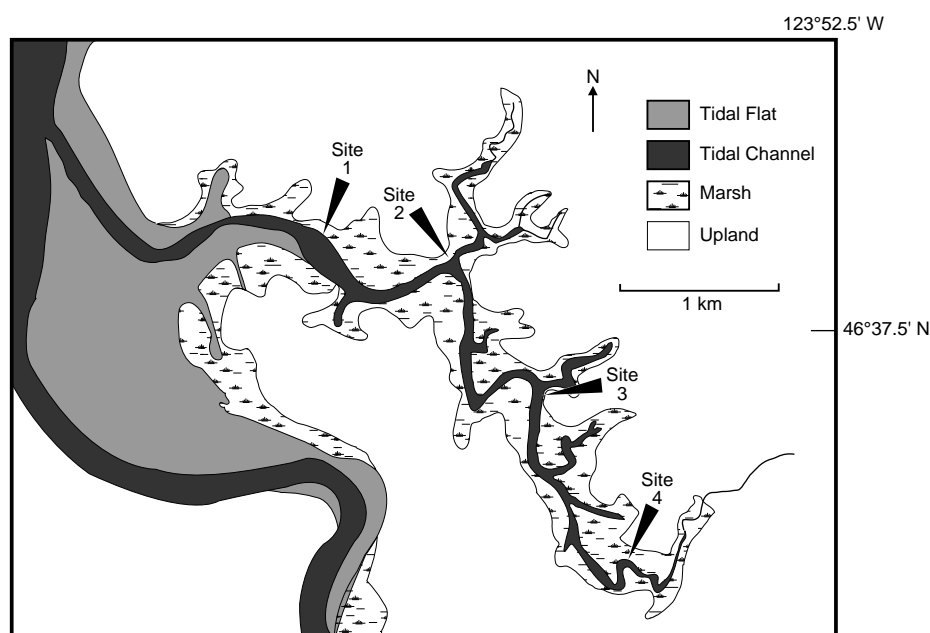 123°52.5' W
N
Tidal Flat
Tidal Channel
Marsh
Upland
1 km
46°37.5' N
Site
1
Site
2
Site
3
Site
4